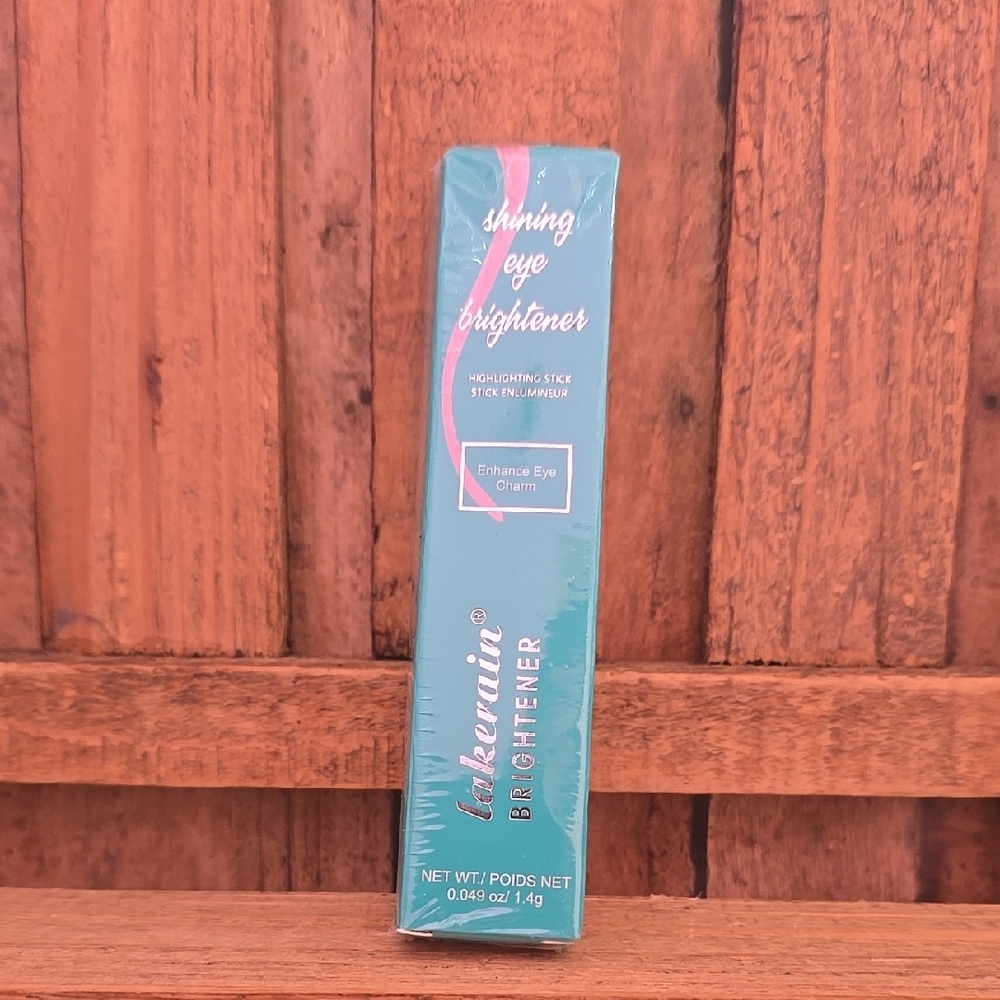 shining
eye
brightener
HIGHLIGHTING STICK
STICK ENLUMINEUR
Enhance Eye
Charm
lakerain®
BRIGHTENER
NET WT./ POIDS NET
0.049 oz/ 1.4g